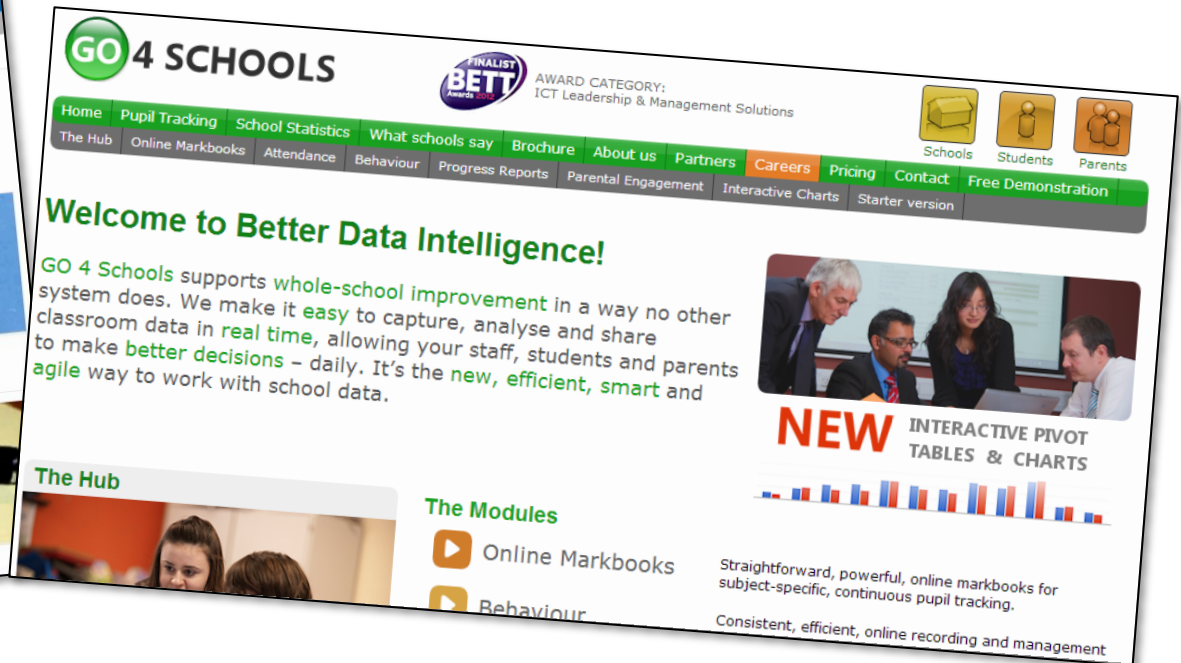 GO 4 SCHOOLS
FINALIST
BETT
Awards 2012
AWARD CATEGORY:
ICT Leadership & Management Solutions
Schools
Students
Parents
Home
Pupil Tracking
School Statistics
What schools say
Brochure
About us
Partners
Careers
Pricing
Contact
Free Demonstration
The Hub
Online Markbooks
Attendance
Behaviour
Progress Reports
Parental Engagement
Interactive Charts
Starter version
Welcome to Better Data Intelligence!
GO 4 Schools supports whole-school improvement in a way no other
system does. We make it easy to capture, analyse and share
classroom data in real time, allowing your staff, students and parents
to make better decisions – daily. It's the new, efficient, smart and
agile way to work with school data.
NEW
INTERACTIVE PIVOT
TABLES & CHARTS
The Hub
The Modules
Online Markbooks
Behaviour
Straightforward, powerful, online markbooks for
subject-specific, continuous pupil tracking.
Consistent, efficient, online recording and management